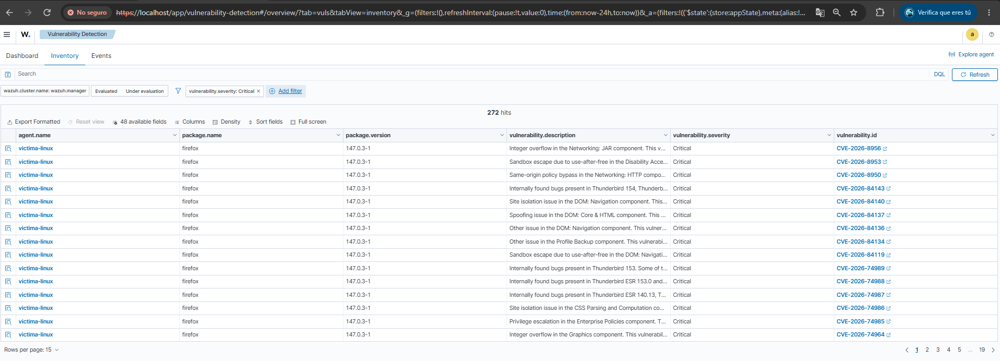 No seguro https://localhost/app/vulnerability-detection#/overview/?tab=vuls&tabView=inventory&_g=(filters:!(),refreshInterval:(pause:!t,value:0),time:(from:now-24h,to:now))&_a=(filters:!(('$state':(store:appState),meta:(alias:!... Verifica que eres tú
W. Vulnerability Detection a
Dashboard Inventory Events Explore agent
Search DQL Refresh
wazuh.cluster.name: wazuh.manager Evaluated Under evaluation vulnerability.severity: Critical × Add filter
272 hits
Export Formatted Reset view 48 available fields Columns Density Sort fields Full screen
agent.name package.name package.version vulnerability.description vulnerability.severity vulnerability.id
victima-linux firefox 147.0.3-1 Integer overflow in the Networking: JAR component. This v... Critical CVE-2026-8956
victima-linux firefox 147.0.3-1 Sandbox escape due to use-after-free in the Disability Acce... Critical CVE-2026-8953
victima-linux firefox 147.0.3-1 Same-origin policy bypass in the Networking: HTTP compo... Critical CVE-2026-8950
victima-linux firefox 147.0.3-1 Internally found bugs present in Thunderbird 154, Thunderb... Critical CVE-2026-84143
victima-linux firefox 147.0.3-1 Site isolation issue in the DOM: Navigation component. This... Critical CVE-2026-84140
victima-linux firefox 147.0.3-1 Spoofing issue in the DOM: Core & HTML component. This ... Critical CVE-2026-84137
victima-linux firefox 147.0.3-1 Other issue in the DOM: Navigation component. This vulner... Critical CVE-2026-84136
victima-linux firefox 147.0.3-1 Other issue in the Profile Backup component. This vulnerabi... Critical CVE-2026-84134
victima-linux firefox 147.0.3-1 Sandbox escape due to use-after-free in the DOM: Navigati... Critical CVE-2026-84119
victima-linux firefox 147.0.3-1 Internally found bugs present in Thunderbird 153. Some of t... Critical CVE-2026-74989
victima-linux firefox 147.0.3-1 Internally found bugs present in Thunderbird ESR 153.0 and... Critical CVE-2026-74988
victima-linux firefox 147.0.3-1 Internally found bugs present in Thunderbird ESR 140.13, T... Critical CVE-2026-74987
victima-linux firefox 147.0.3-1 Site isolation issue in the CSS Parsing and Computation co... Critical CVE-2026-74986
victima-linux firefox 147.0.3-1 Privilege escalation in the Enterprise Policies component. T... Critical CVE-2026-74985
victima-linux firefox 147.0.3-1 Integer overflow in the Graphics component. This vulnerabil... Critical CVE-2026-74964
Rows per page: 15 1 2 3 4 5 ... 19